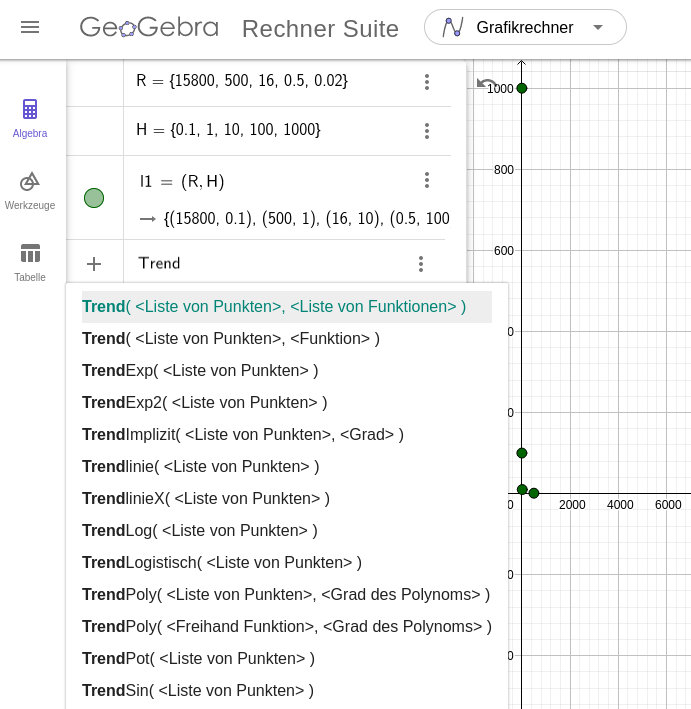 GeoGebra Rechner Suite Grafikrechner
R = {15800, 500, 16, 0.5, 0.02}
H = {0.1, 1, 10, 100, 1000}
Algebra
l1 = (R, H)
→ {(15800, 0.1), (500, 1), (16, 10), (0.5, 100
Werkzeuge
Trend
Tabelle
Trend( <Liste von Punkten>, <Liste von Funktionen> )
Trend( <Liste von Punkten>, <Funktion> )
TrendExp( <Liste von Punkten> )
TrendExp2( <Liste von Punkten> )
TrendImplizit( <Liste von Punkten>, <Grad> )
Trendlinie( <Liste von Punkten> )
TrendlinieX( <Liste von Punkten> )
TrendLog( <Liste von Punkten> )
TrendLogistisch( <Liste von Punkten> )
TrendPoly( <Liste von Punkten>, <Grad des Polynoms> )
TrendPoly( <Freihand Funktion>, <Grad des Polynoms> )
TrendPot( <Liste von Punkten> )
TrendSin( <Liste von Punkten> )
1000
800
600
0
0
0 2000 4000 6000
0
0